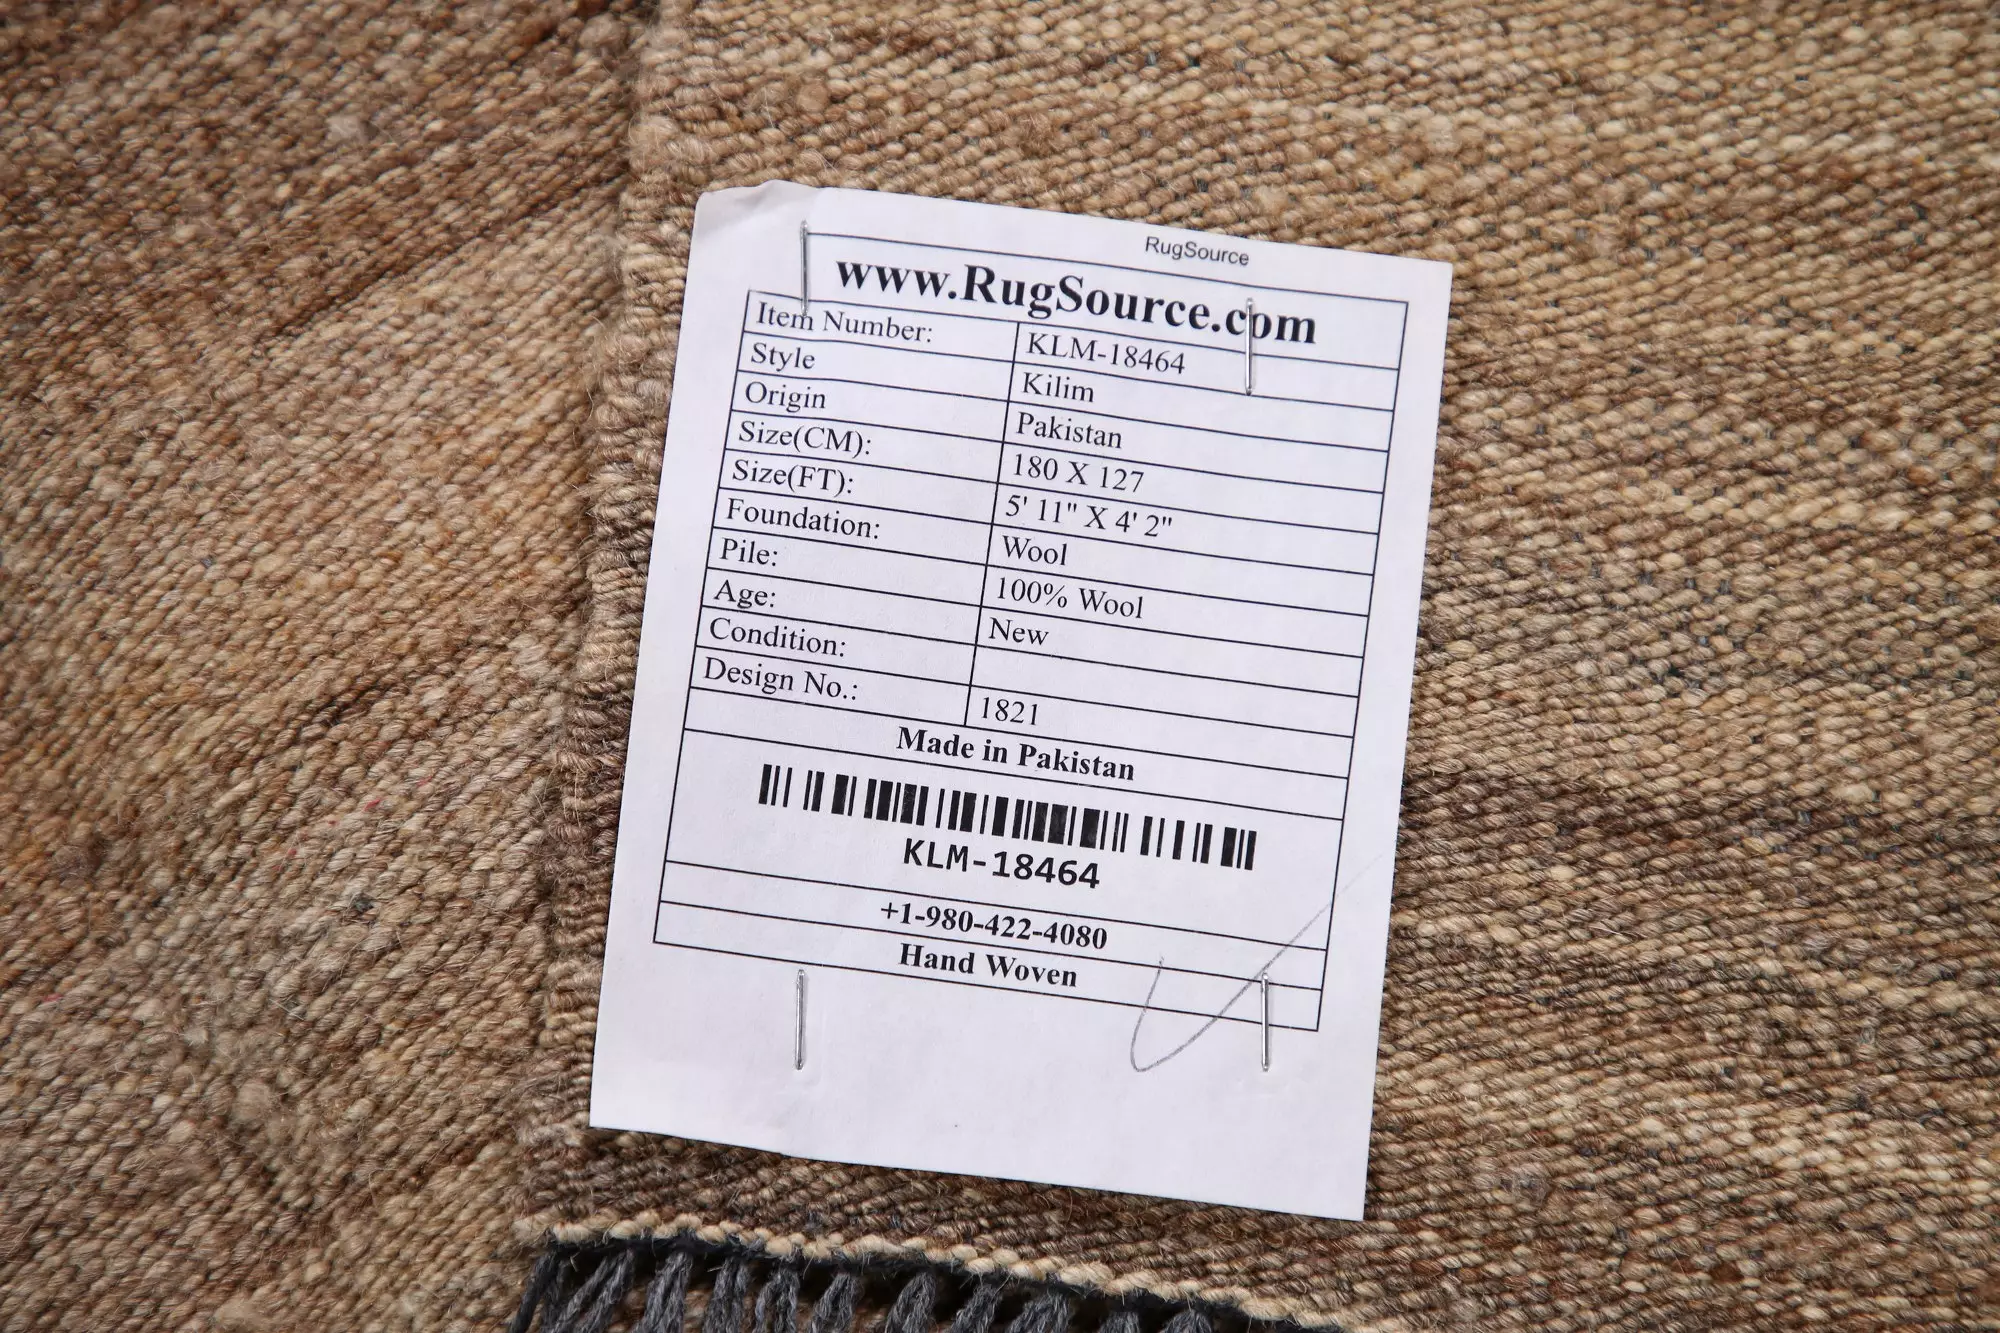 RugSource
www.RugSource.com
Item Number: KLM-18464
Style Kilim
Origin Pakistan
Size(CM): 180 X 127
Size(FT): 5' 11" X 4' 2"
Foundation: Wool
Pile: 100% Wool
Age: New
Condition:
Design No.: 1821
Made in Pakistan
KLM-18464
+1-980-422-4080
Hand Woven